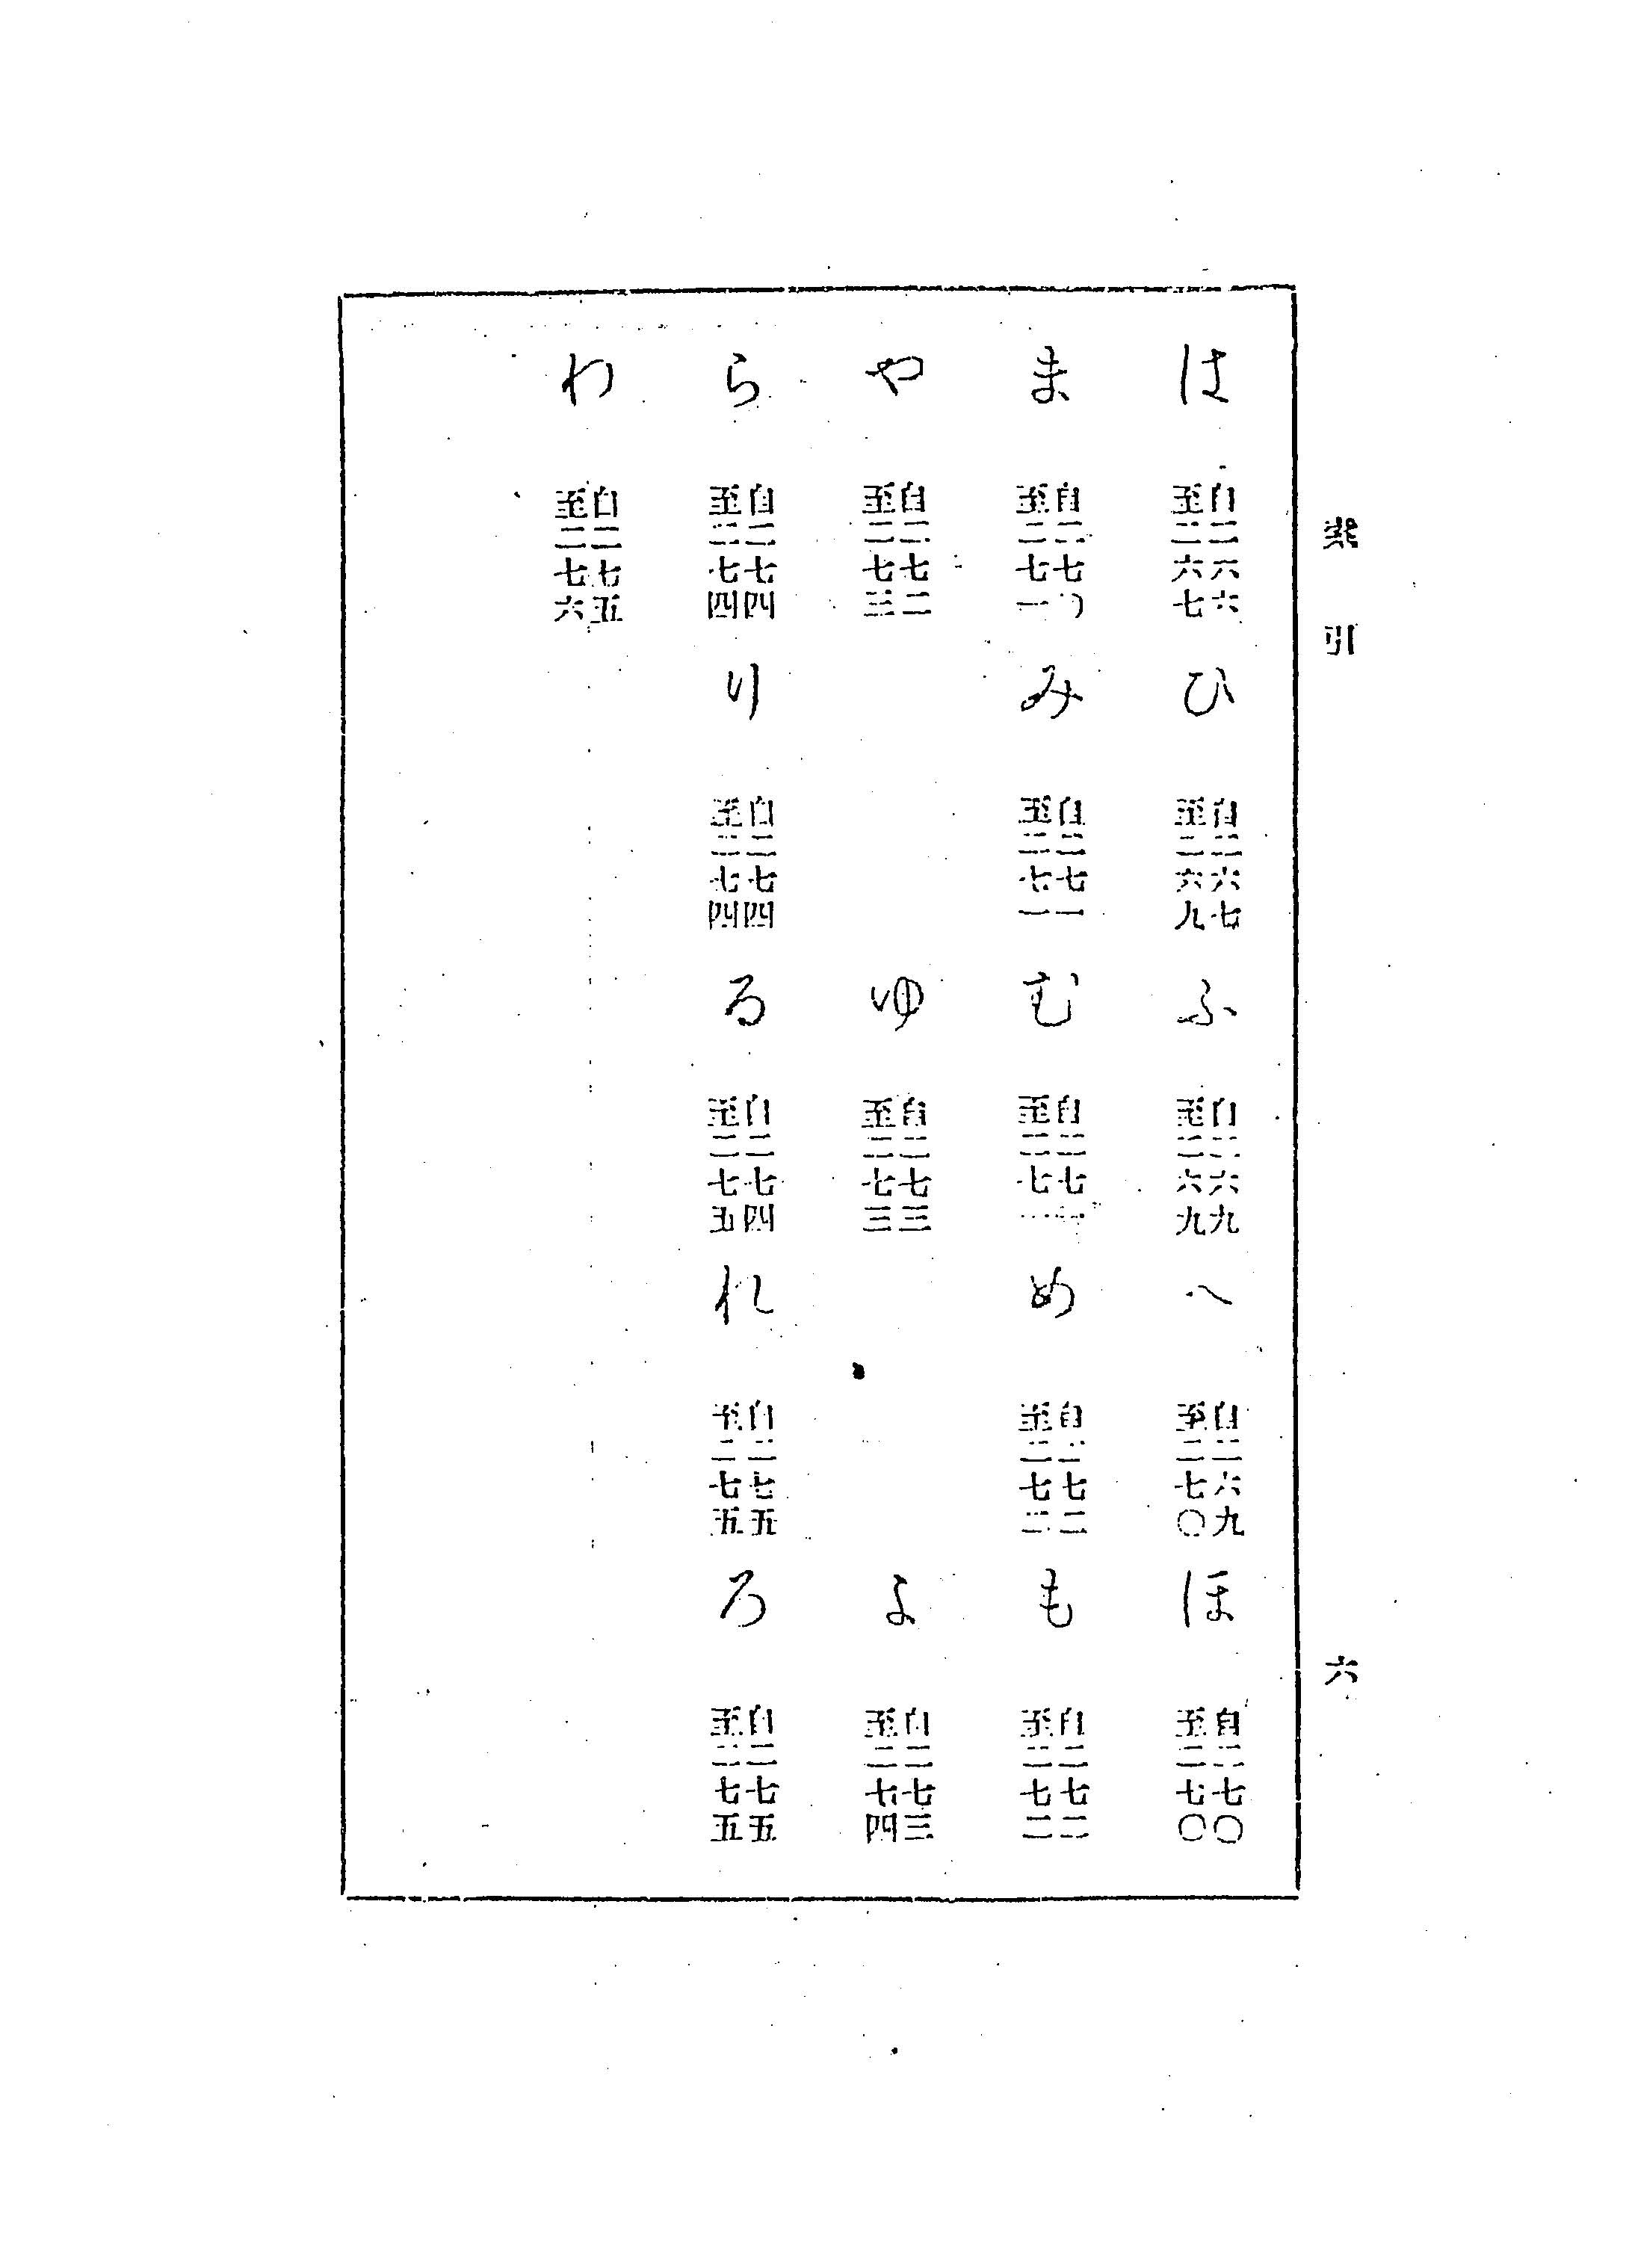 索引
六
は 自二六六 至二六七
ひ 自二六七 至二六九
ふ 自二六九 至二六九
へ 自二六九 至二七〇
ほ 自二七〇 至二七〇
ま 自二七〇 至二七一
み 自二七一 至二七一
む 自二七一 至二七一
め 自二七二 至二七二
も 自二七二 至二七二
や 自二七二 至二七三
ゆ 自二七三 至二七三
よ 自二七三 至二七四
ら 自二七四 至二七四
り 自二七四 至二七四
る 自二七四 至二七五
れ 自二七五 至二七五
ろ 自二七五 至二七五
わ 自二七五 至二七六